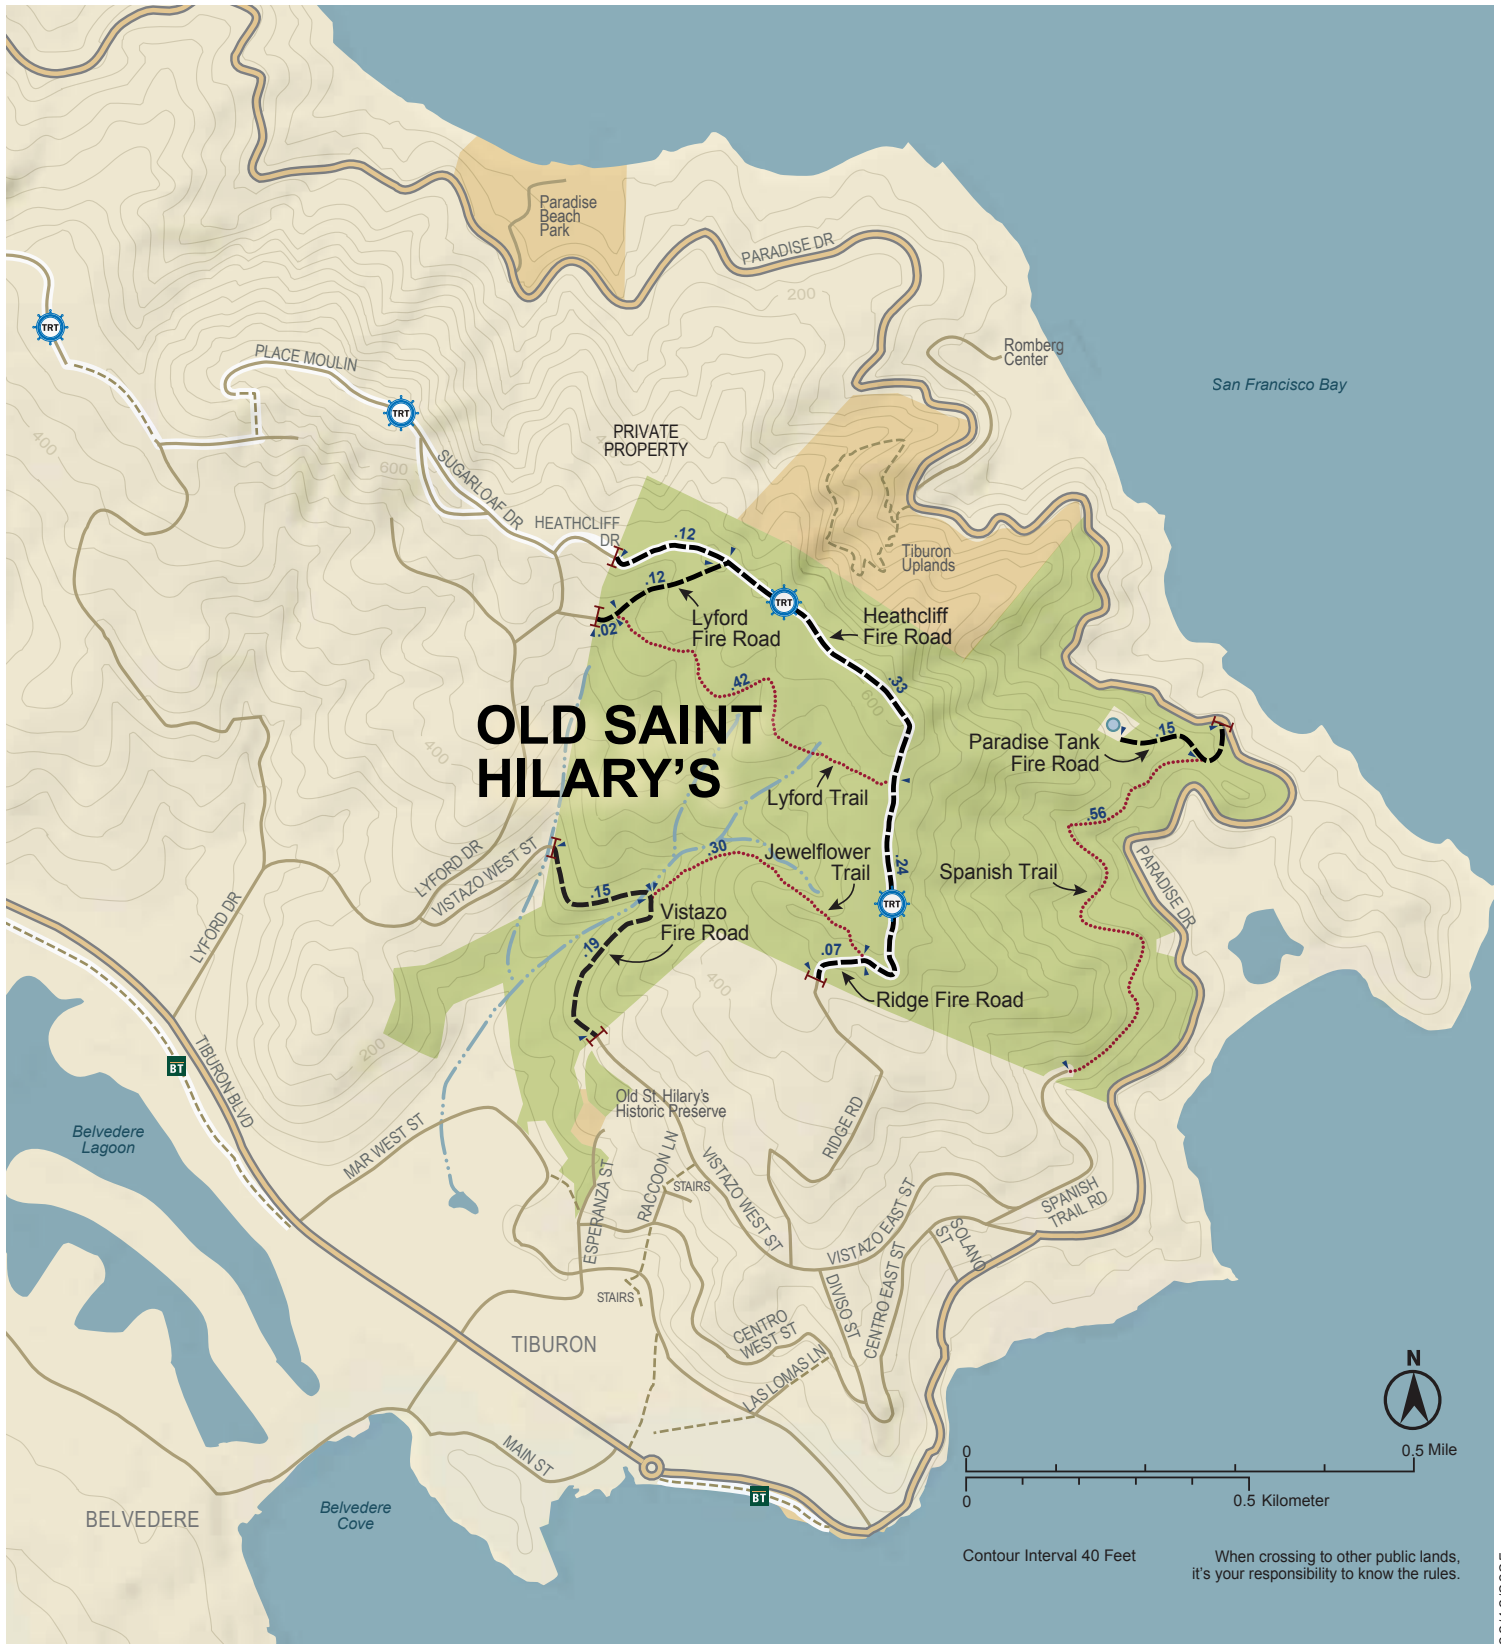 Paradise
Beach
Park
PARADISE DR
200
TRT
PLACE MOULIN
TRT
Romberg
Center
San Francisco Bay
400
600
PRIVATE
PROPERTY
SUGARLOAF DR
HEATHCLIFF
DR
.12
Tiburon
Uplands
.12
.02
TRT
Lyford
Fire Road
Heathcliff
Fire Road
.42
.33
600
OLD SAINT
HILARY'S
400
Paradise Tank
Fire Road
.15
Lyford Trail
.56
LYFORD DR
VISTAZO WEST ST
.30
Jewelflower
Trail
.24
Spanish Trail
PARADISE DR
.15
TRT
Vistazo
Fire Road
LYFORD DR
.19
.07
400
Ridge Fire Road
200
BT
TIBURON BLVD
Old St. Hilary's
Historic Preserve
Belvedere
Lagoon
MAR WEST ST
RIDGE RD
RACCOON LN
ESPERANZA ST
STAIRS
VISTAZO WEST ST
VISTAZO EAST ST
SPANISH
TRAIL RD
SOLANO
ST
STAIRS
DIVISO ST
CENTRO EAST ST
CENTRO
WEST ST
TIBURON
LAS LOMAS LN
MAIN ST
BT
BELVEDERE
Belvedere
Cove
N
0
0.5 Mile
0
0.5 Kilometer
Contour Interval 40 Feet
When crossing to other public lands,
it's your responsibility to know the rules.